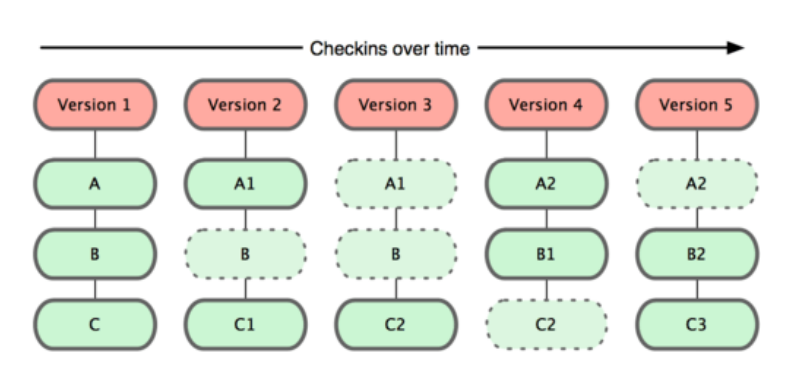 Checkins over time
Version 1 Version 2 Version 3 Version 4 Version 5
A A1 A1 A2 A2
B B B B1 B2
C C1 C2 C2 C3